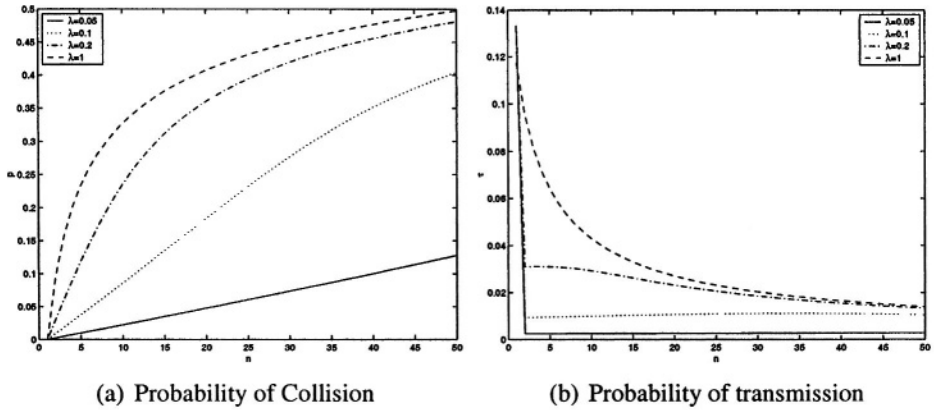 0.5
0.45
0.4
0.35
0.3
0.25
0.2
0.15
0.1
0.05
0
p
0 5 10 15 20 25 30 35 40 45 50
n
λ=0.05
λ=0.1
λ=0.2
λ=1
(a) Probability of Collision
0.14
0.12
0.1
0.08
0.06
0.04
0.02
0
τ
0 5 10 15 20 25 30 35 40 45 50
n
λ=0.05
λ=0.1
λ=0.2
λ=1
(b) Probability of transmission